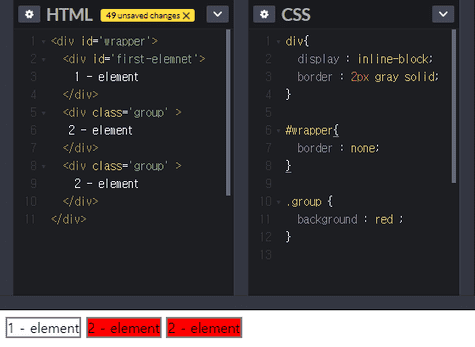 HTML 49 unsaved changes X
1 <div id='wrapper'>
2 <div id='first-elemnet'>
3 1 - element
4 </div>
5 <div class='group' >
6 2 - element
7 </div>
8 <div class='group' >
9 2 - element
10 </div>
11 </div>
CSS
1 div{
2 display : inline-block;
3 border : 2px gray solid;
4 }
5
6 #wrapper{
7 border : none;
8 }
9
10 .group {
11 background : red ;
12 }
13
1 - element 2 - element 2 - element